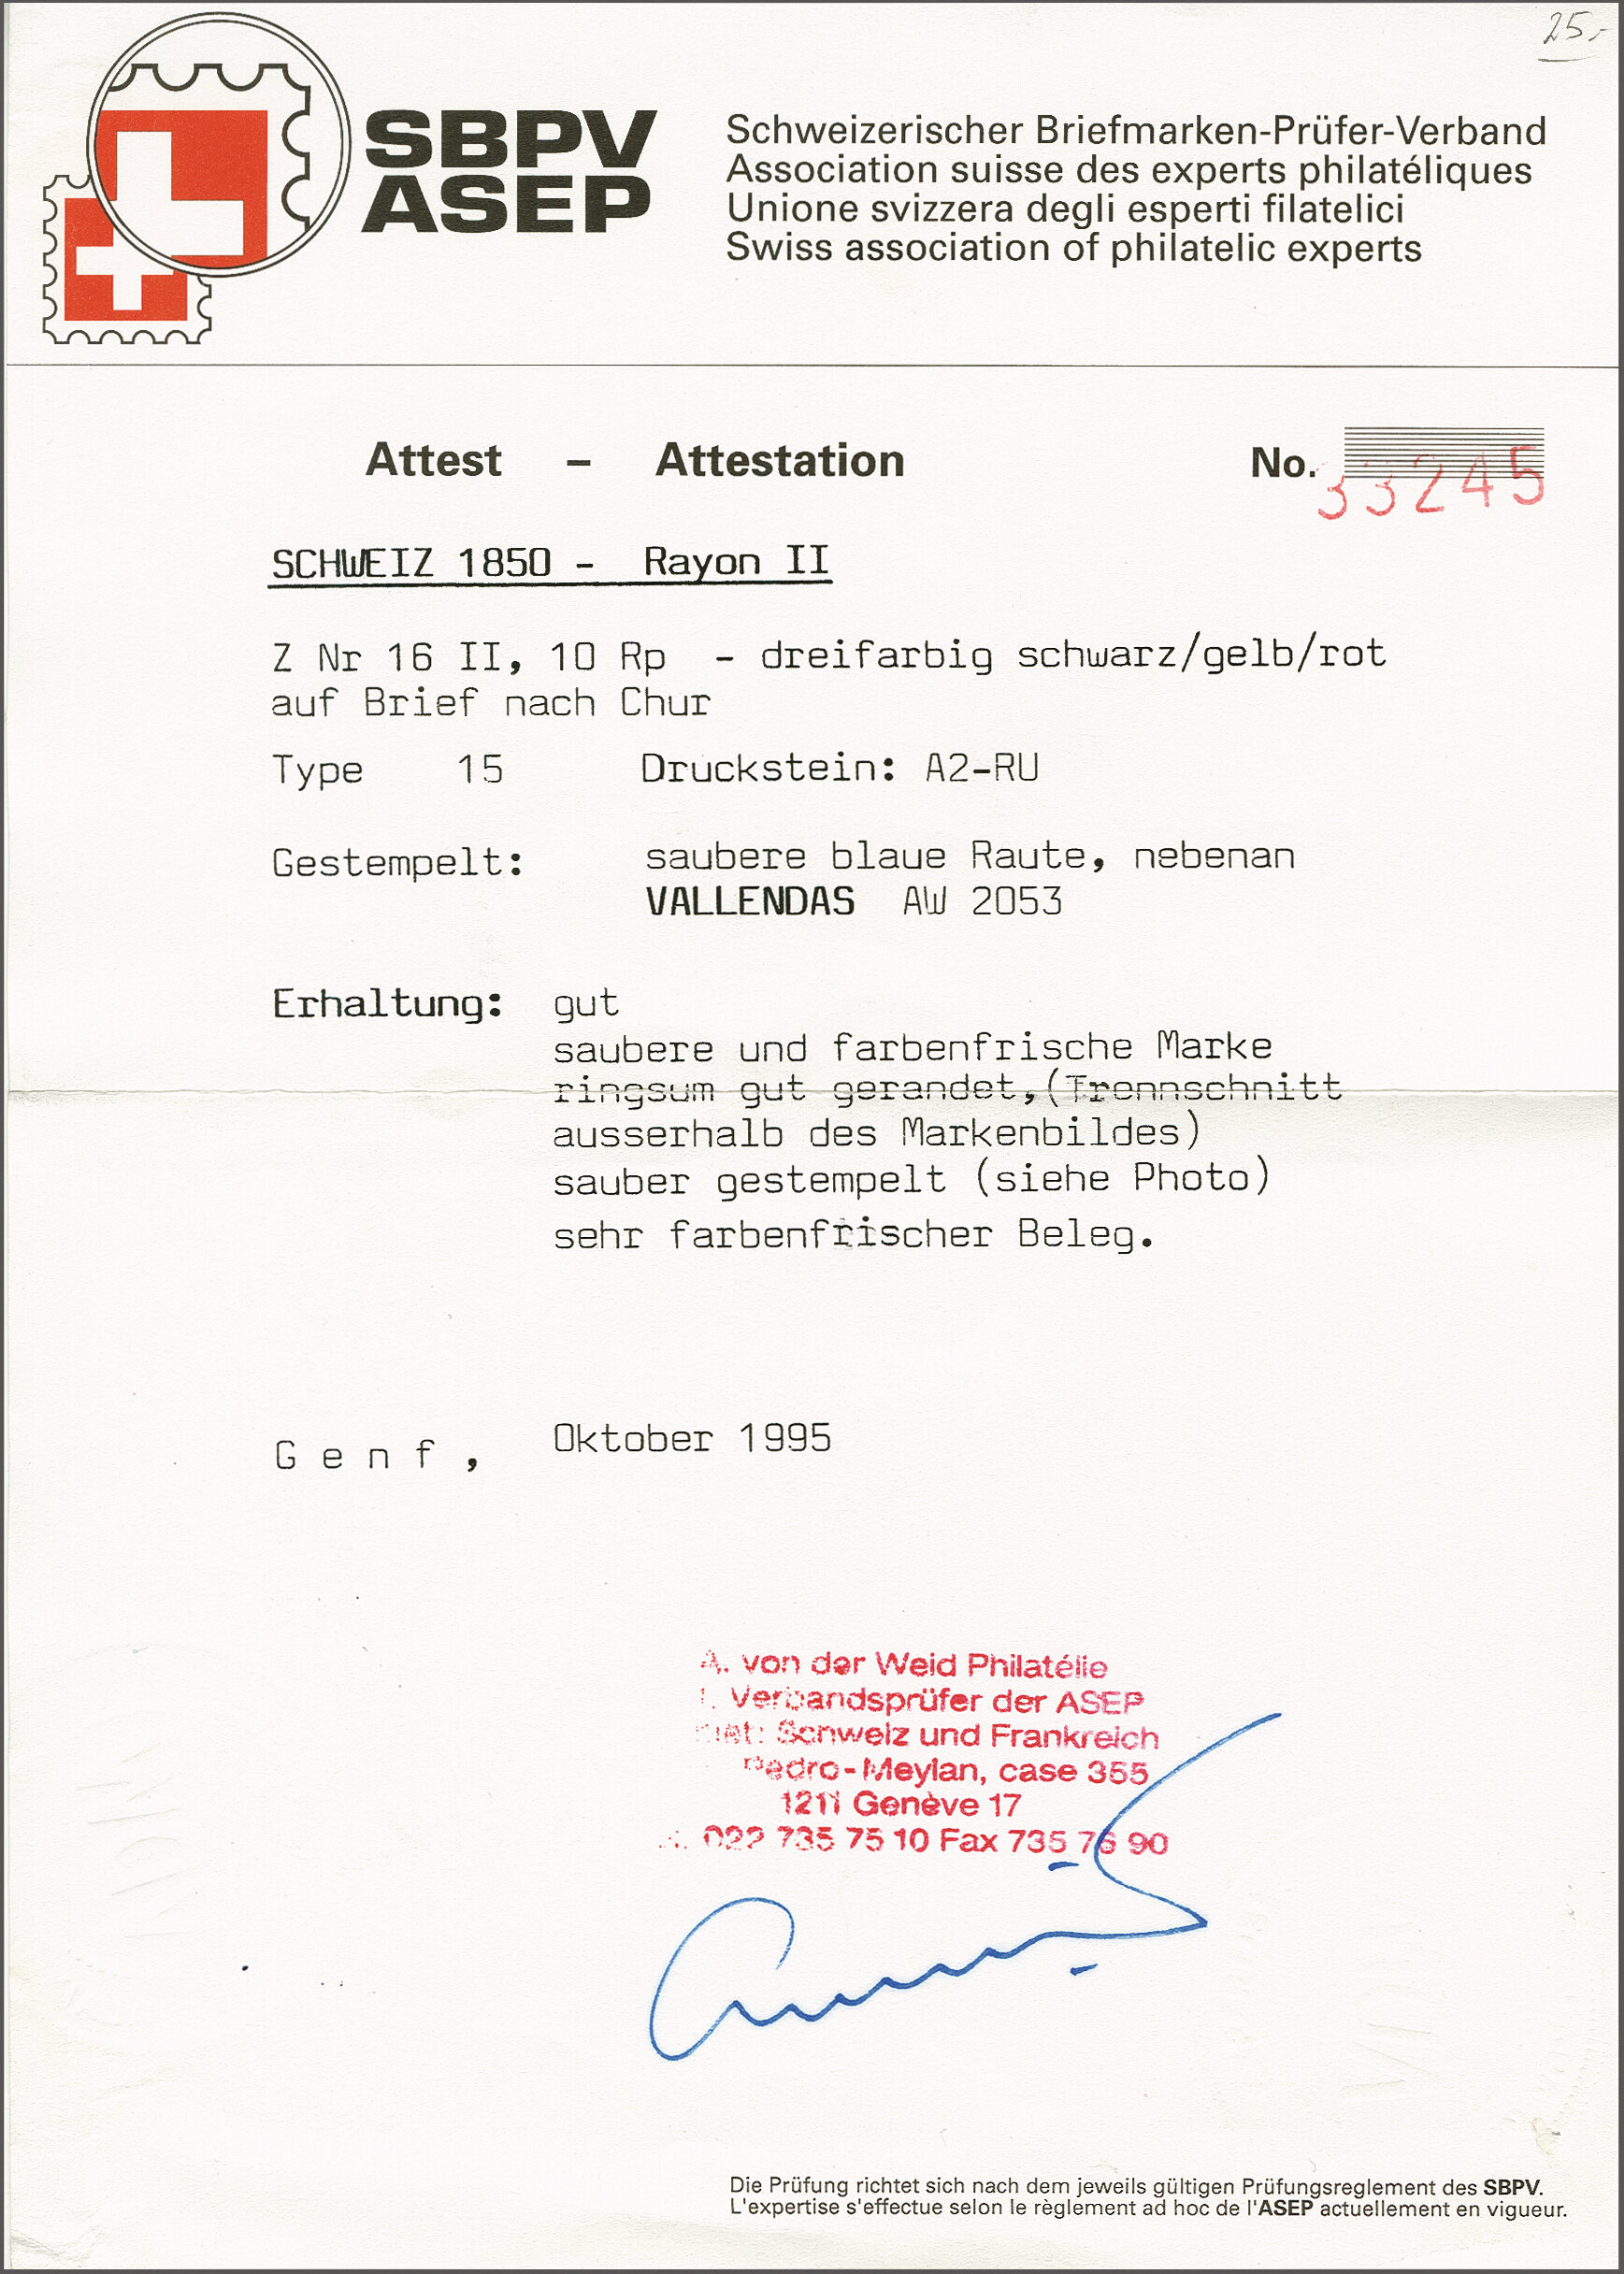 25.-
SBPV
ASEP
Schweizerischer Briefmarken-Prüfer-Verband
Association suisse des experts philatéliques
Unione svizzera degli esperti filatelici
Swiss association of philatelic experts
Attest – Attestation No. 33245
SCHWEIZ 1850 - Rayon II
Z Nr 16 II, 10 Rp - dreifarbig schwarz/gelb/rot
auf Brief nach Chur
Type 15 Druckstein: A2-RU
Gestempelt: saubere blaue Raute, nebenan
VALLENDAS AW 2053
Erhaltung: gut
saubere und farbenfrische Marke
ringsum gut gerandet,(Trennschnitt
ausserhalb des Markenbildes)
sauber gestempelt (siehe Photo)
sehr farbenfrischer Beleg.
Genf, Oktober 1995
A. von der Weid Philatélie
Verbandsprüfer der ASEP
Schweiz und Frankreich
Pedro-Meylan, case 355
1211 Genève 17
022 735 75 10 Fax 735 76 90
Die Prüfung richtet sich nach dem jeweils gültigen Prüfungsreglement des SBPV.
L'expertise s'effectue selon le règlement ad hoc de l'ASEP actuellement en vigueur.